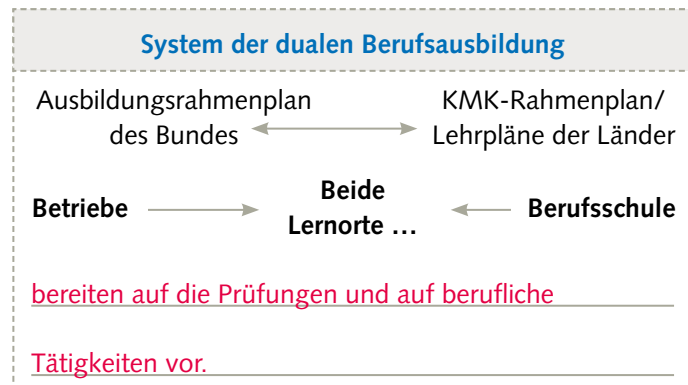 System der dualen Berufsausbildung
Ausbildungsrahmenplan
des Bundes
KMK-Rahmenplan/
Lehrpläne der Länder
Betriebe
Beide
Lernorte ...
Berufsschule
bereiten auf die Prüfungen und auf berufliche
Tätigkeiten vor.